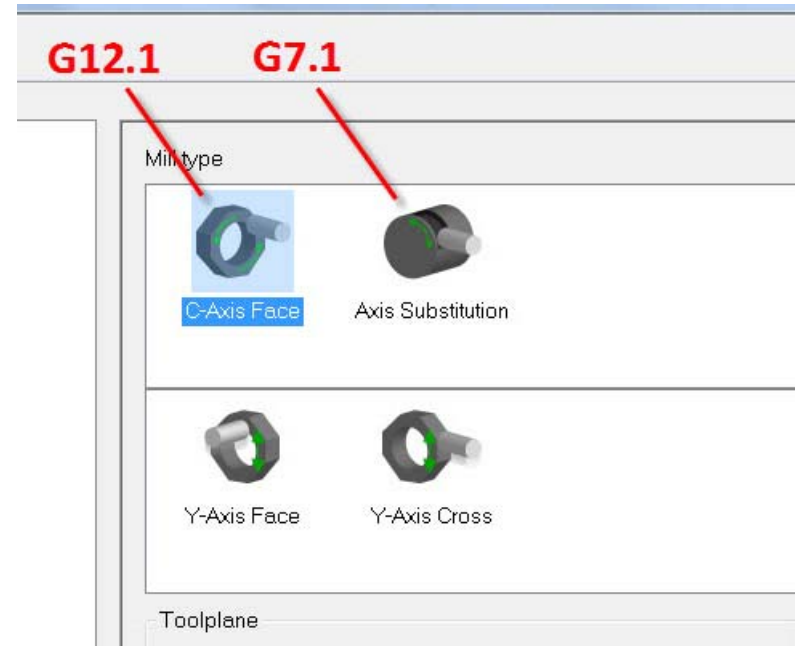 G12.1 G7.1
Mill type
C-Axis Face Axis Substitution
Y-Axis Face Y-Axis Cross
Toolplane